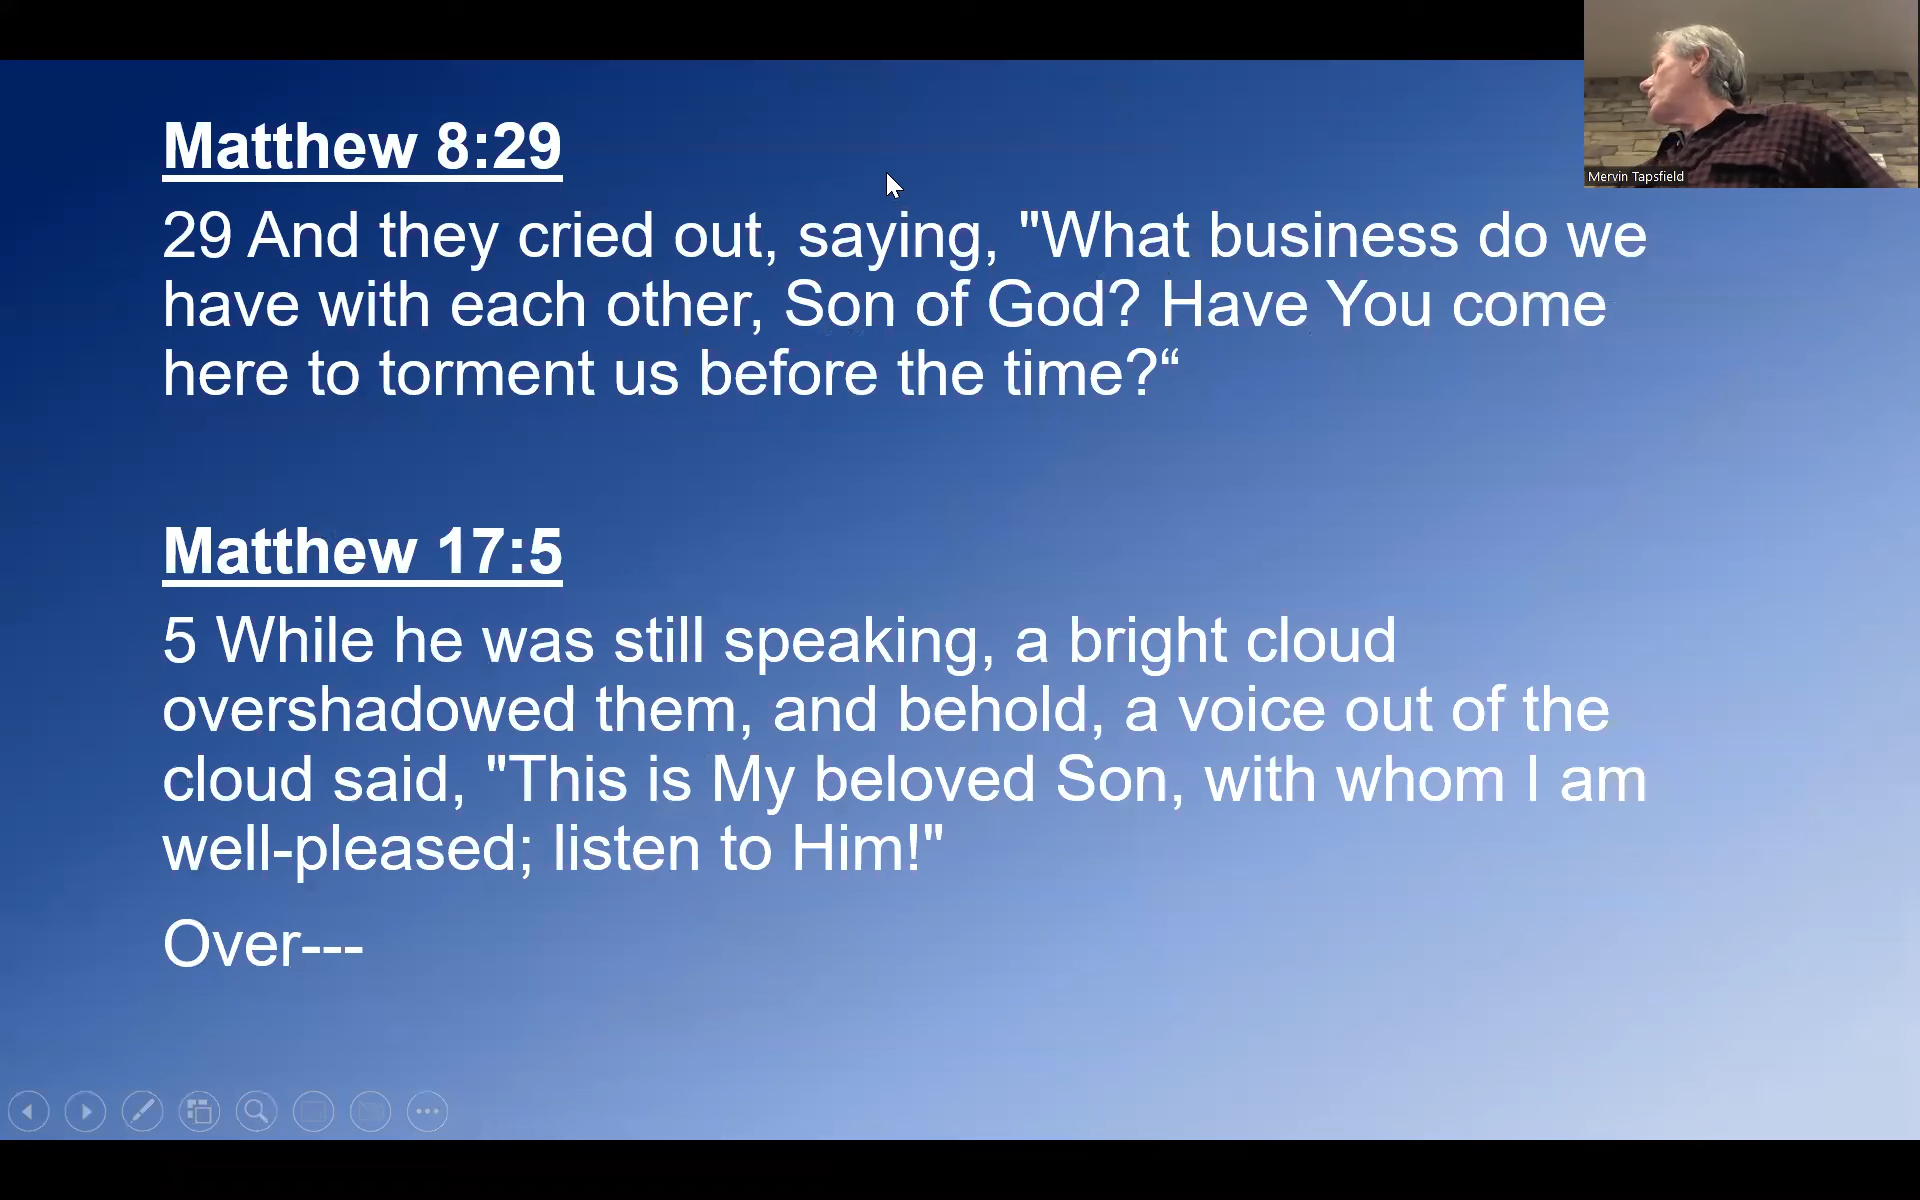 Matthew 8:29
29 And they cried out, saying, "What business do we
have with each other, Son of God? Have You come
here to torment us before the time?“
Matthew 17:5
5 While he was still speaking, a bright cloud
overshadowed them, and behold, a voice out of the
cloud said, "This is My beloved Son, with whom I am
well-pleased; listen to Him!"
Over---
Mervin Tapsfield